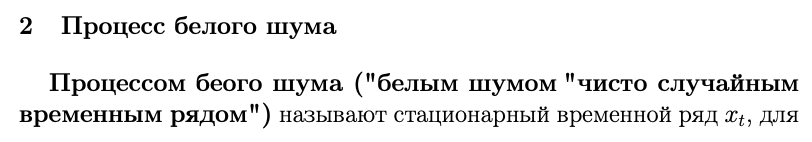 2 Процесс белого шума
Процессом беого шума ("белым шумом "чисто случайным
временным рядом") называют стационарный временной ряд xₜ, для